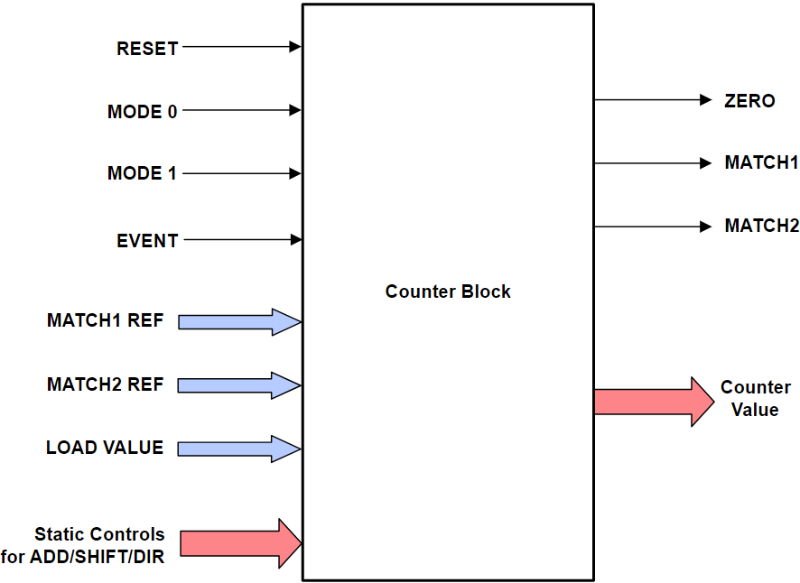 RESET
MODE 0
MODE 1
EVENT
MATCH1 REF
MATCH2 REF
LOAD VALUE
Static Controls
for ADD/SHIFT/DIR
Counter Block
ZERO
MATCH1
MATCH2
Counter
Value